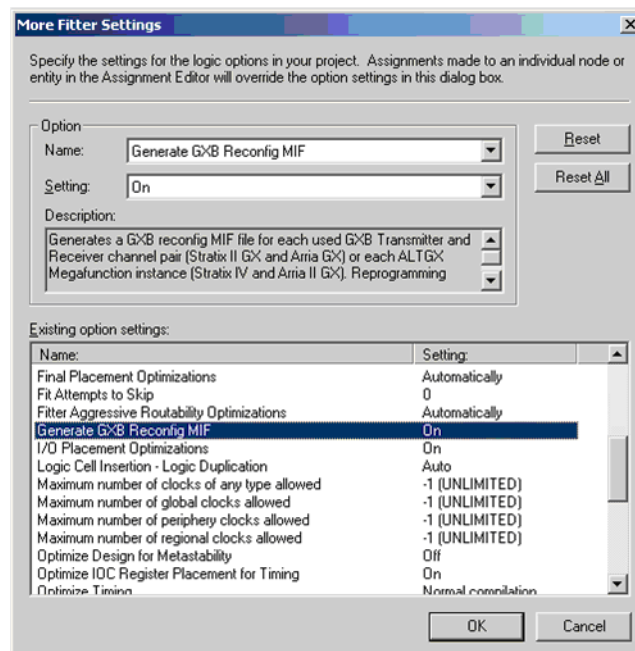 More Fitter Settings
Specify the settings for the logic options in your project. Assignments made to an individual node or
entity in the Assignment Editor will override the option settings in this dialog box.
Option
Name: Generate GXB Reconfig MIF
Reset
Setting: On
Reset All
Description:
Generates a GXB reconfig MIF file for each used GXB Transmitter and
Receiver channel pair (Stratix II GX and Arria GX) or each ALTGX
Megafunction instance (Stratix IV and Arria II GX). Reprogramming
Existing option settings:
Name: Setting:
Final Placement Optimizations Automatically
Fit Attempts to Skip 0
Fitter Aggressive Routability Optimizations Automatically
Generate GXB Reconfig MIF On
I/O Placement Optimizations On
Logic Cell Insertion - Logic Duplication Auto
Maximum number of clocks of any type allowed -1 (UNLIMITED)
Maximum number of global clocks allowed -1 (UNLIMITED)
Maximum number of periphery clocks allowed -1 (UNLIMITED)
Maximum number of regional clocks allowed -1 (UNLIMITED)
Optimize Design for Metastability Off
Optimize IOC Register Placement for Timing On
Optimize Timing Normal compilation
OK Cancel